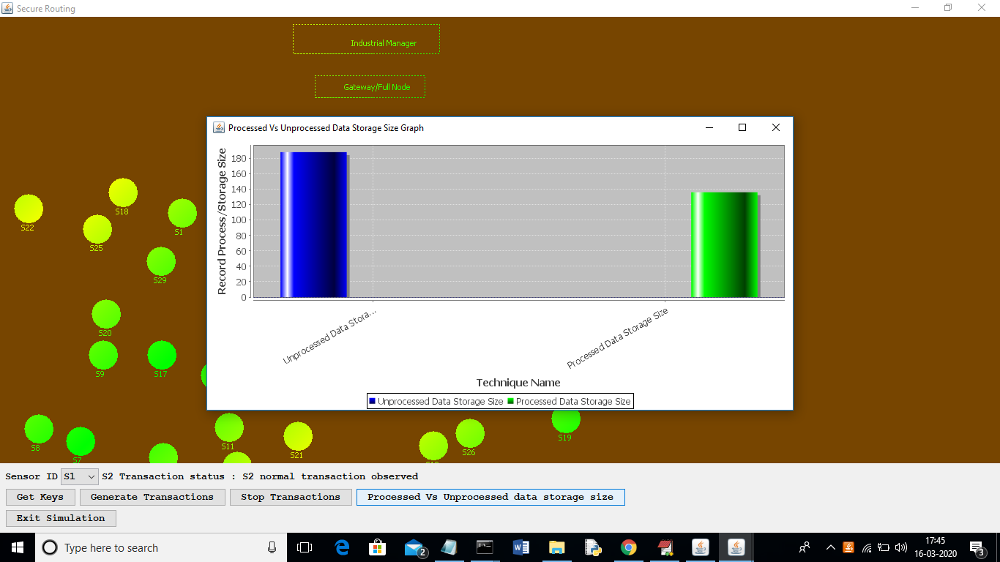 Secure Routing
Industrial Manager
Gateway/Full Node
Processed Vs Unprocessed Data Storage Size Graph
Record Process/Storage Size
180
160
140
120
100
80
60
40
20
0
Unprocessed Data Stora...
Processed Data Storage Size
Technique Name
Unprocessed Data Storage Size Processed Data Storage Size
S18
S22
S1
S25
S29
S20
S9 S17
S8
S7
S11
S21
S26
S19
Sensor ID S1 S2 Transaction status : S2 normal transaction observed
Get Keys Generate Transactions Stop Transactions Processed Vs Unprocessed data storage size
Exit Simulation
Type here to search
2
17:45
16-03-2020
3